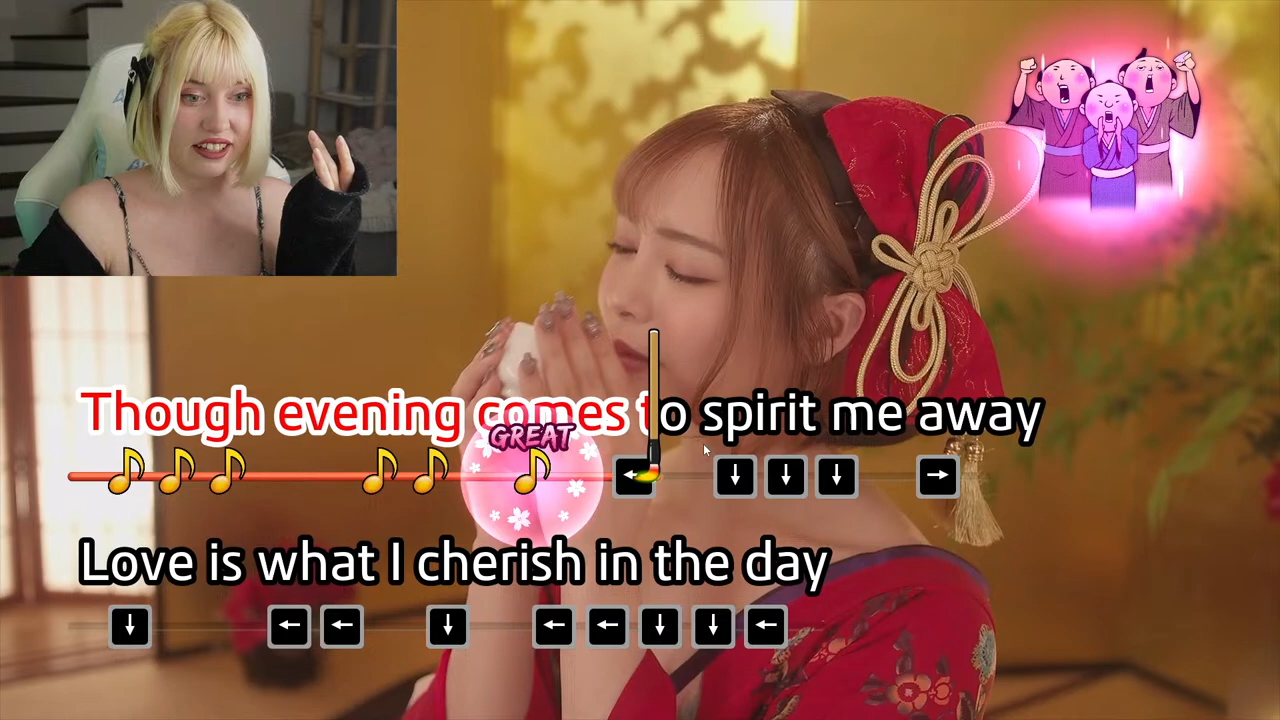 Though evening comes to spirit me away
GREAT
← ↓ ↓ ↓ →
Love is what I cherish in the day
↓ ← ← ↓ ← ← ↓ ↓ ←